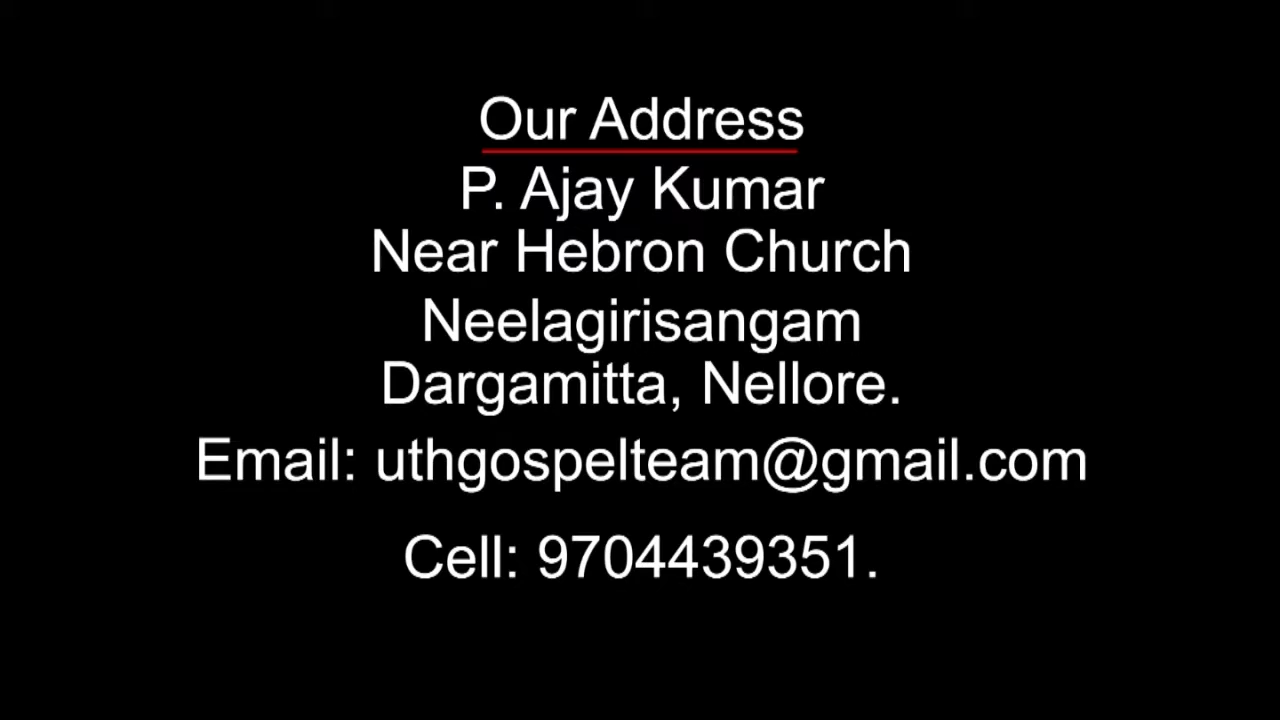 Our Address
P. Ajay Kumar
Near Hebron Church
Neelagirisangam
Dargamitta, Nellore.
Email: uthgospelteam@gmail.com
Cell: 9704439351.